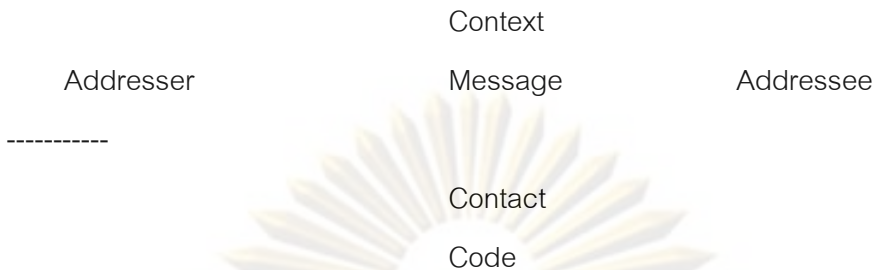 Context
Addresser Message Addressee
-----------
Contact
Code